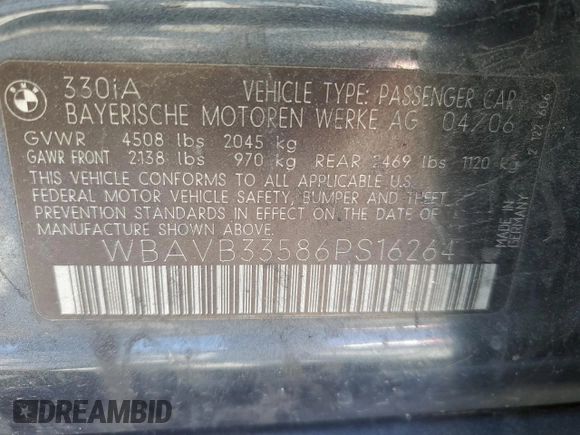 BMW
330iA VEHICLE TYPE: PASSENGER CAR
BAYERISCHE MOTOREN WERKE AG 04/06
GVWR 4508 lbs 2045 kg
GAWR FRONT 2138 lbs 970 kg REAR 2469 lbs 1120 kg
THIS VEHICLE CONFORMS TO ALL APPLICABLE U.S.
FEDERAL MOTOR VEHICLE SAFETY, BUMPER AND THEFT
PREVENTION STANDARDS IN EFFECT ON THE DATE OF
MANUFACTURE SHOWN ABOVE.
WBAVB33586PS16264
MADE IN
GERMANY
DREAMBID